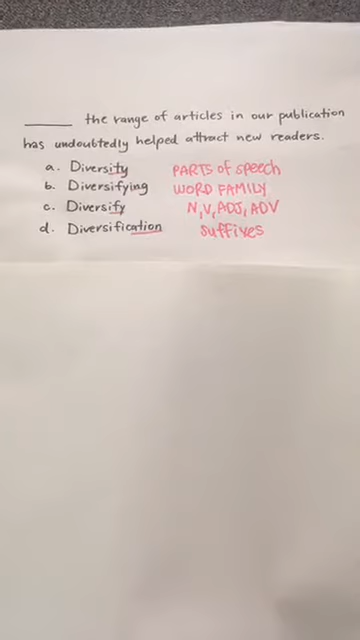 ______ the range of articles in our publication
has undoubtedly helped attract new readers.
a. Diversity PARTS of speech
b. Diversifying WORD FAMILY
c. Diversify N, V, ADJ, ADV
d. Diversification suffixes